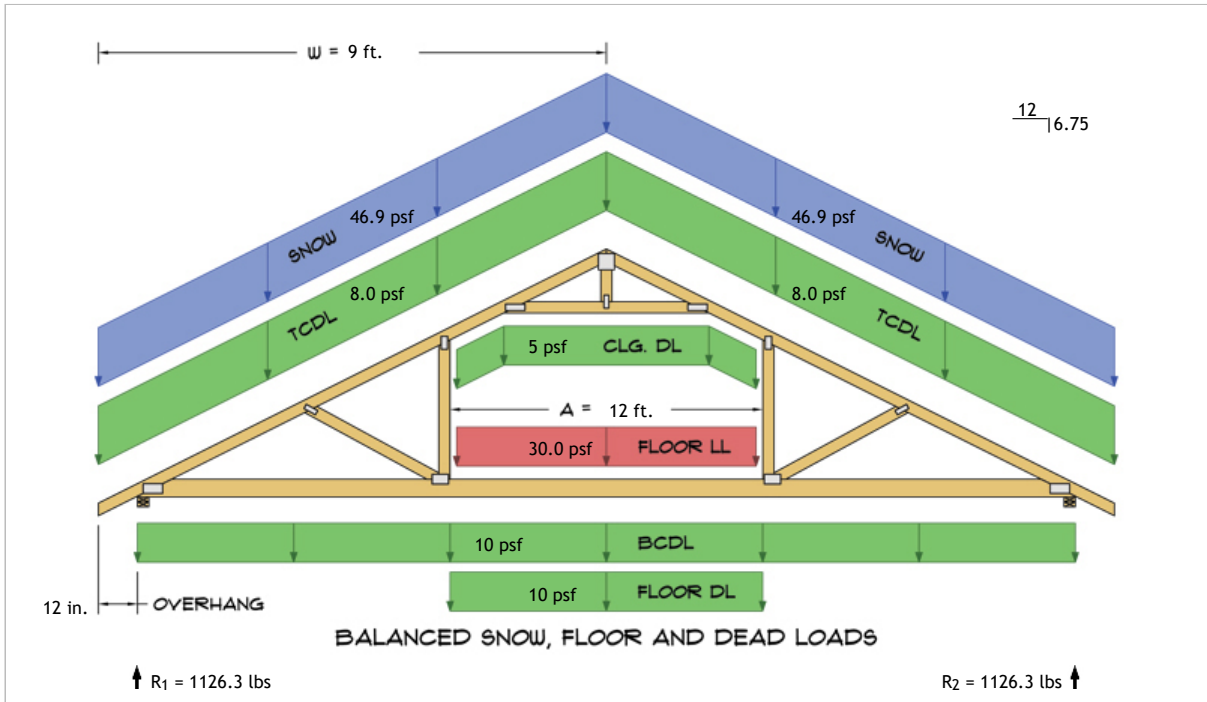 W = 9 ft.
12
6.75
46.9 psf
SNOW
46.9 psf
SNOW
8.0 psf
TCDL
8.0 psf
TCDL
5 psf CLG. DL
A = 12 ft.
30.0 psf FLOOR LL
10 psf BCDL
10 psf FLOOR DL
12 in. OVERHANG
BALANCED SNOW, FLOOR AND DEAD LOADS
R1 = 1126.3 lbs
R2 = 1126.3 lbs